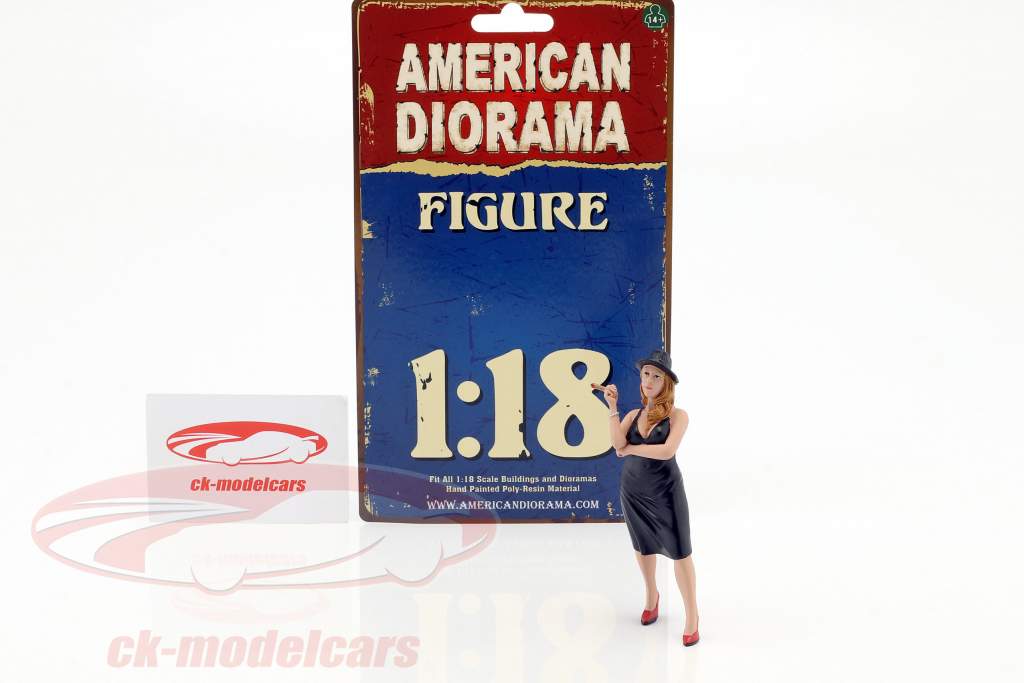 14+
AMERICAN
DIORAMA
FIGURE
1:18
Fit All 1:18 Scale Buildings and Dioramas
Hand Painted Poly-Resin Material
WWW.AMERICANDIORAMA.COM
ck-modelcars
ck-modelcars